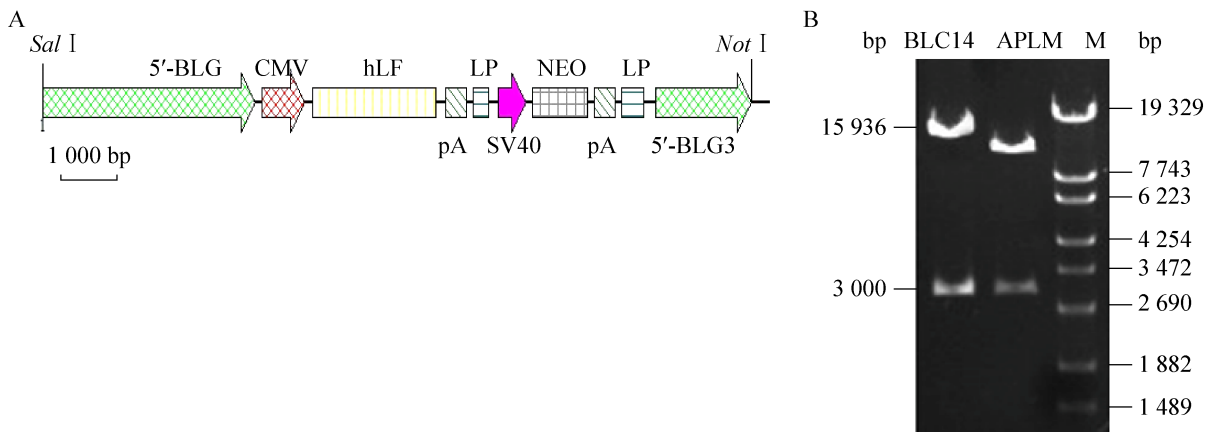 A
Sal Ⅰ
Not Ⅰ
5′-BLG CMV hLF LP NEO LP
pA SV40 pA 5′-BLG3
1 000 bp
B
bp BLC14 APLM M bp
19 329
15 936
7 743
6 223
4 254
3 472
3 000
2 690
1 882
1 489